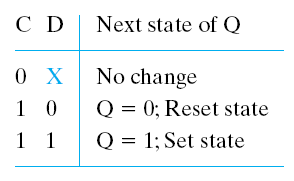 C D Next state of Q
0 X No change
1 0 Q = 0; Reset state
1 1 Q = 1; Set state